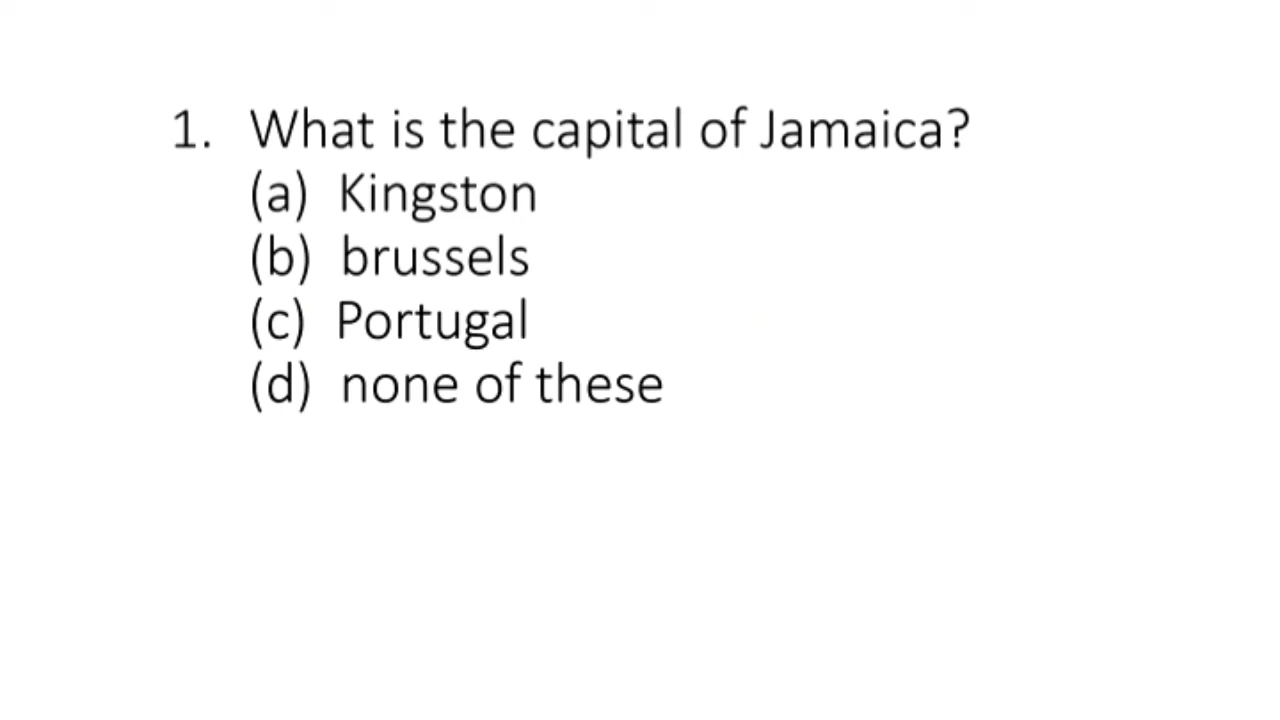 1. What is the capital of Jamaica?
(a) Kingston
(b) brussels
(c) Portugal
(d) none of these